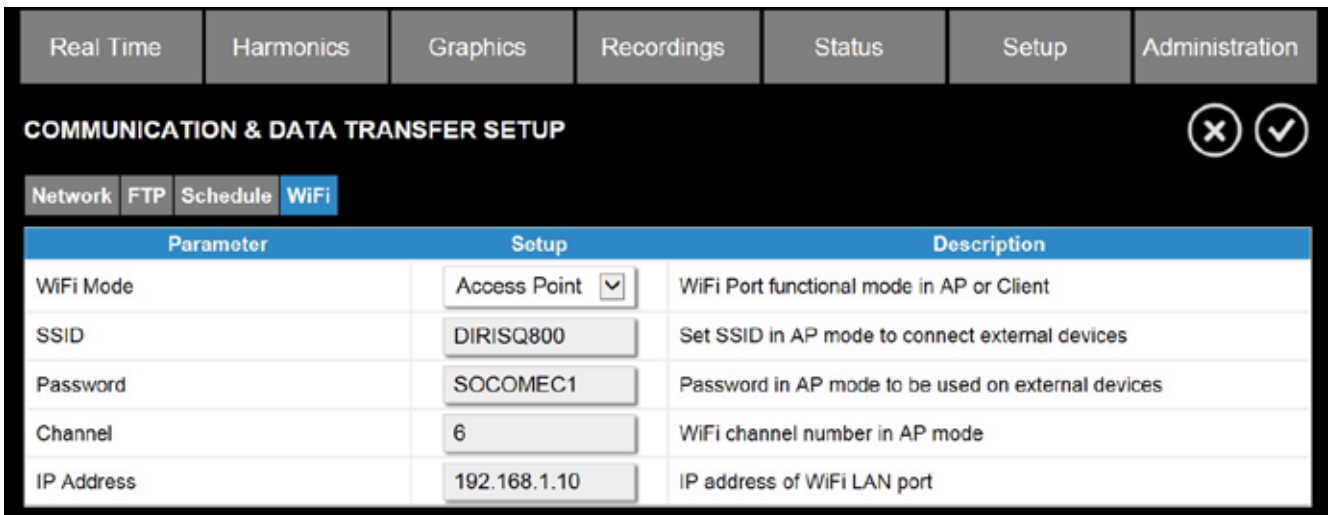 Real Time Harmonics Graphics Recordings Status Setup Administration
COMMUNICATION & DATA TRANSFER SETUP
Network FTP Schedule WiFi
Parameter Setup Description
WiFi Mode Access Point WiFi Port functional mode in AP or Client
SSID DIRISQ800 Set SSID in AP mode to connect external devices
Password SOCOMEC1 Password in AP mode to be used on external devices
Channel 6 WiFi channel number in AP mode
IP Address 192.168.1.10 IP address of WiFi LAN port